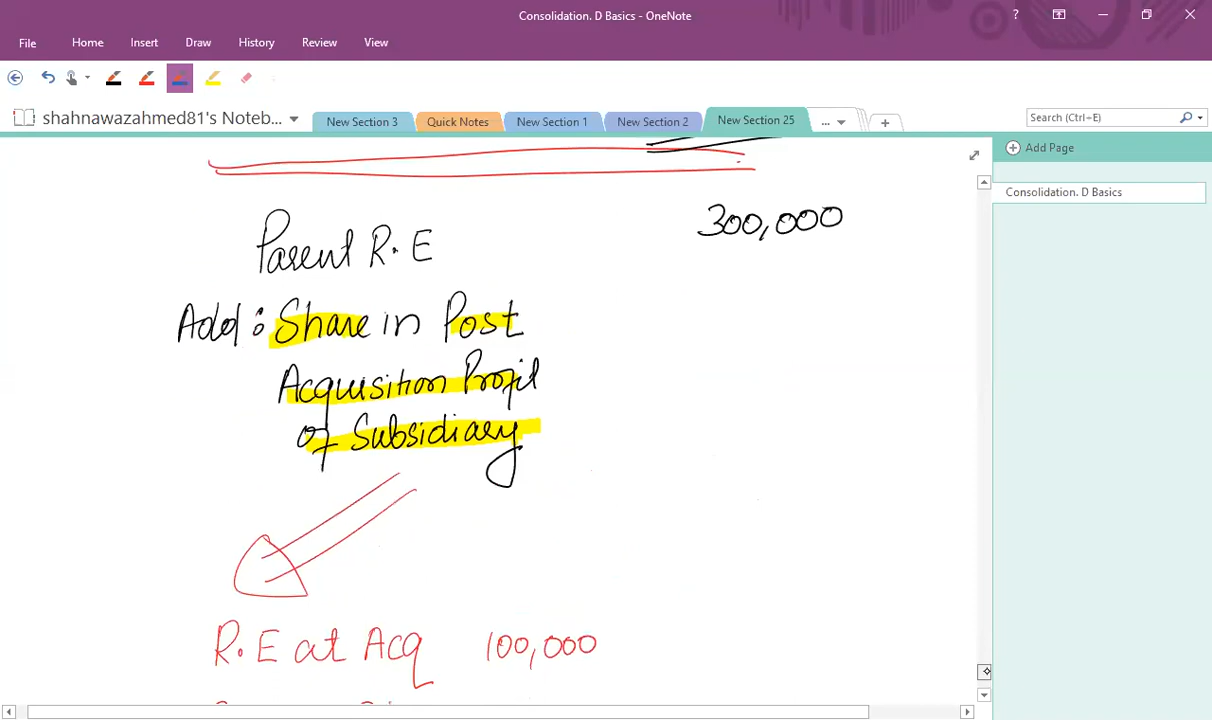 Consolidation. D Basics - OneNote
?
File Home Insert Draw History Review View
shahnawazahmed81's Noteb... New Section 3 Quick Notes New Section 1 New Section 2 New Section 25 ... + Search (Ctrl+E)
Add Page
Consolidation. D Basics
Parent R.E 300,000
Add: Share in Post
Acquisition Profit
of Subsidiary
R.E at Acq 100,000